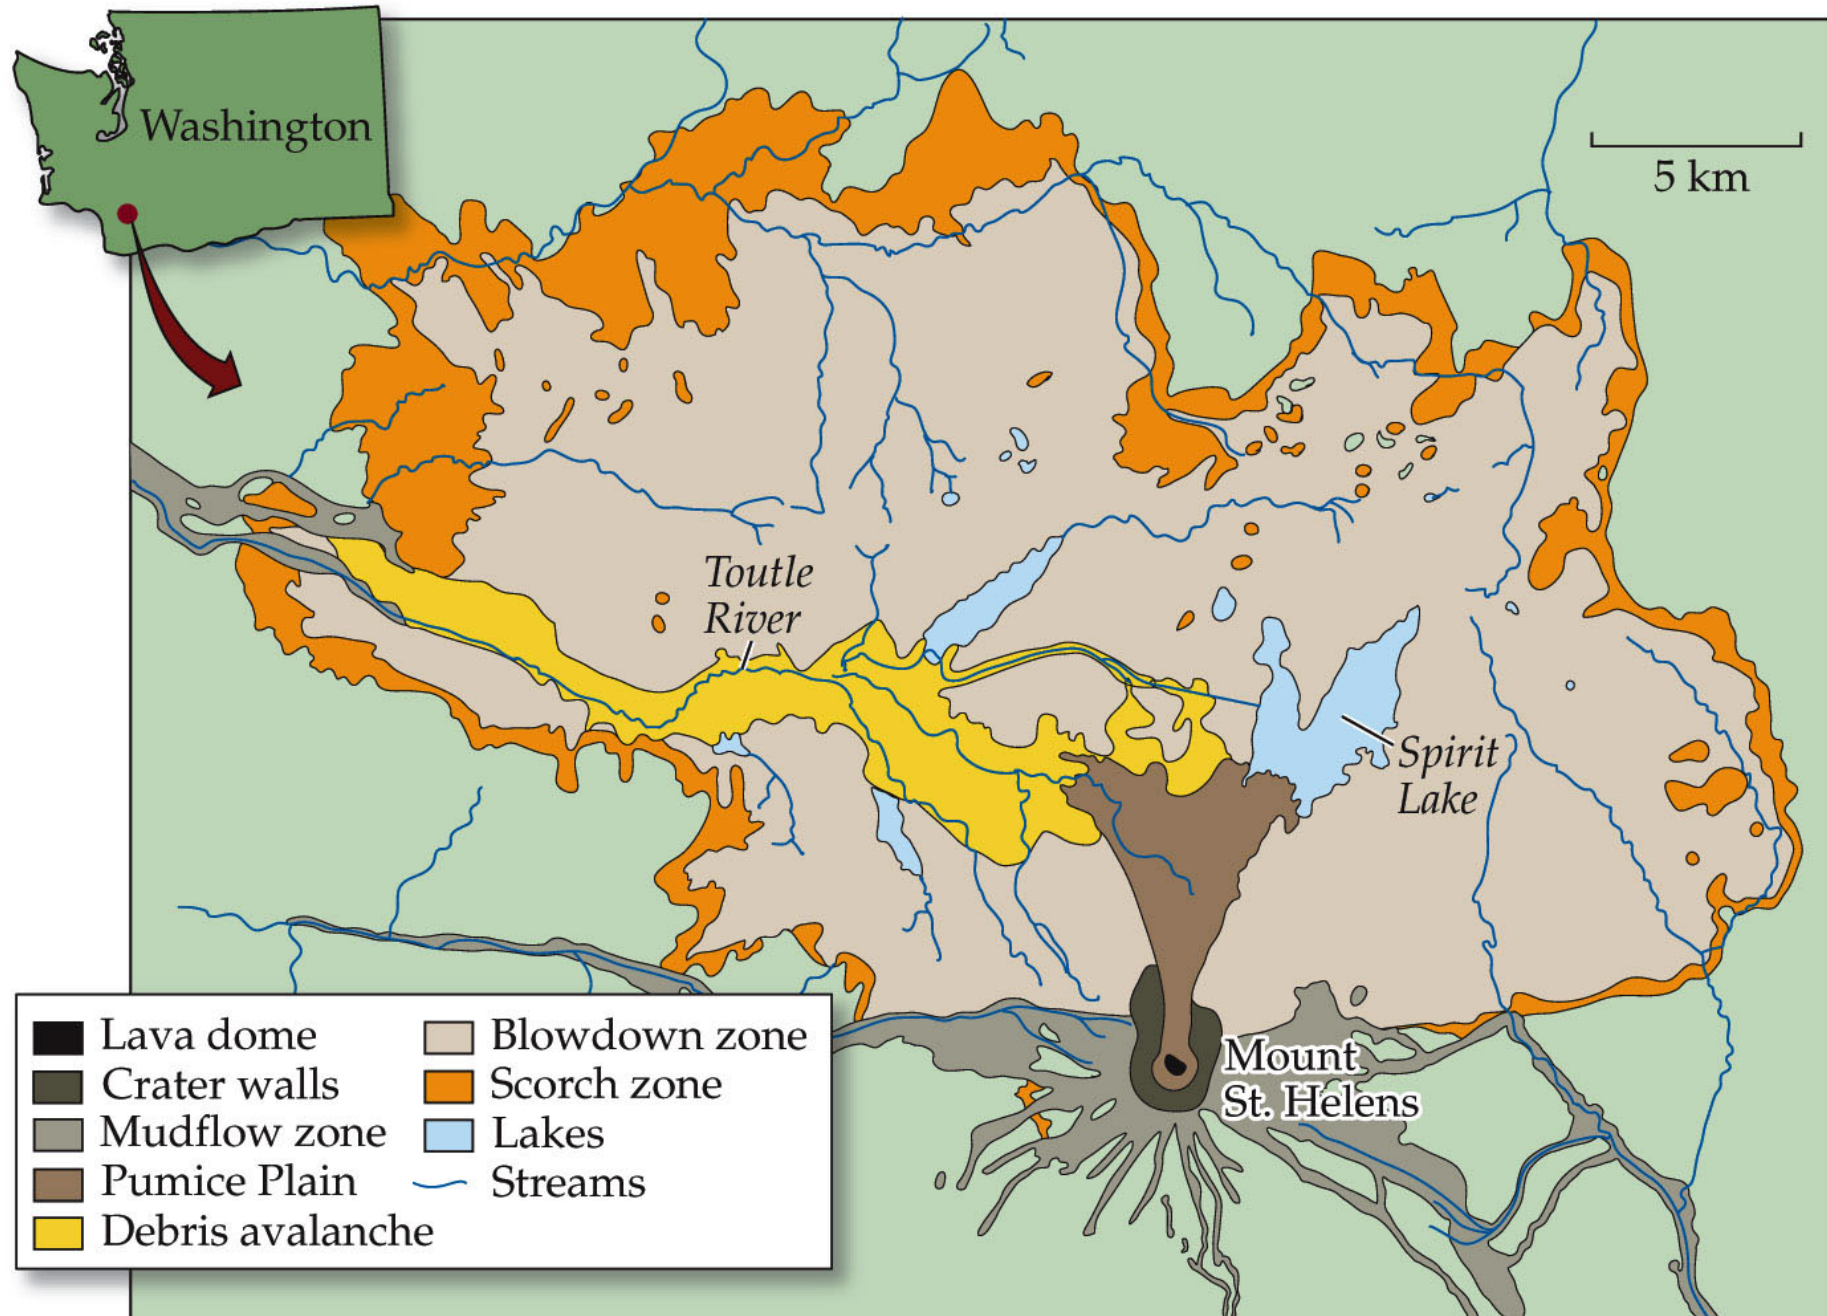 Washington
5 km
Toutle
River
Spirit
Lake
Mount
St. Helens
Lava dome
Crater walls
Mudflow zone
Pumice Plain
Debris avalanche
Blowdown zone
Scorch zone
Lakes
Streams